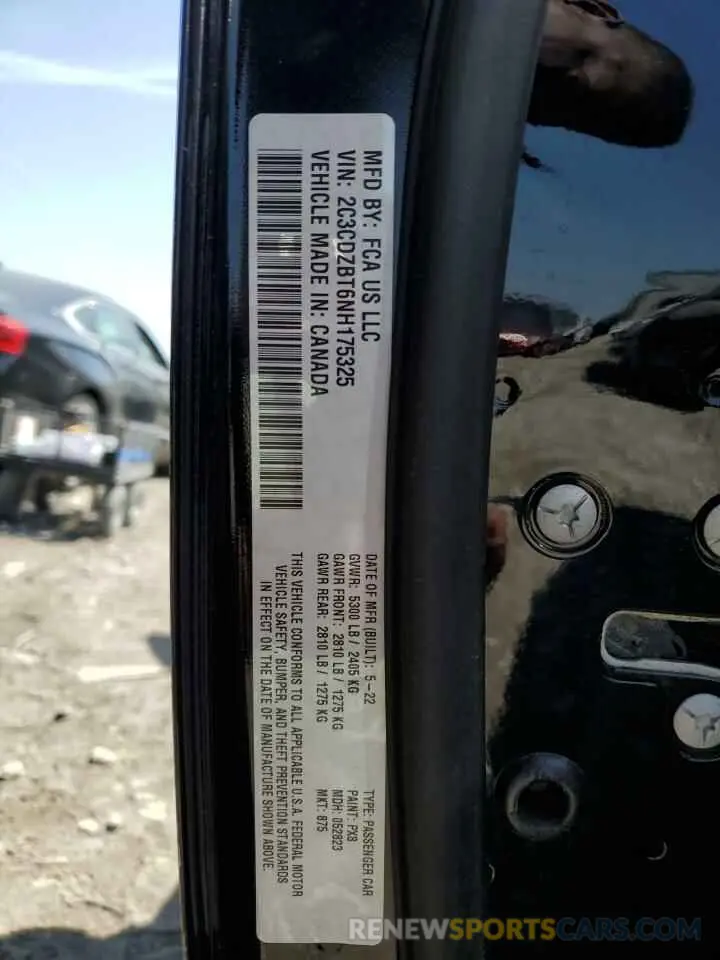 MFD BY: FCA US LLC
VIN: 2C3CDZBT6NH175325
VEHICLE MADE IN: CANADA
DATE OF MFR (BUILT): 5-22
GVWR: 5300 LB / 2405 KG
GAWR FRONT: 2810 LB / 1275 KG
GAWR REAR: 2810 LB / 1275 KG
THIS VEHICLE CONFORMS TO ALL APPLICABLE U.S.A. FEDERAL MOTOR
VEHICLE SAFETY, BUMPER, AND THEFT PREVENTION STANDARDS
IN EFFECT ON THE DATE OF MANUFACTURE SHOWN ABOVE.
TYPE: PASSENGER CAR
PAINT: PX8
MDH: 052823
MKT: 875
RENEWSPORTSCARS.COM